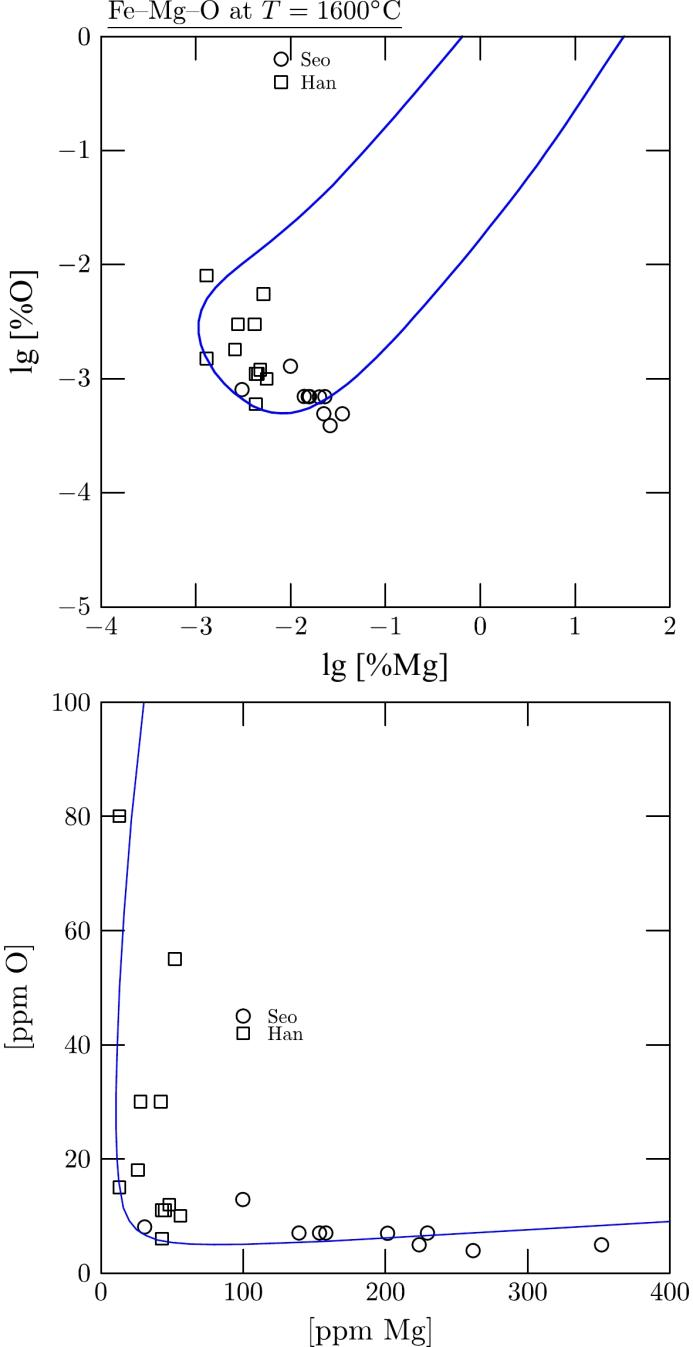 Fe–Mg–O at T = 1600°C
0
Seo
Han
−1
−2
lg [%O]
−3
−4
−5
−4 −3 −2 −1 0 1 2
lg [%Mg]
100
80
60
[ppm O]
Seo
Han
40
20
0
0 100 200 300 400
[ppm Mg]